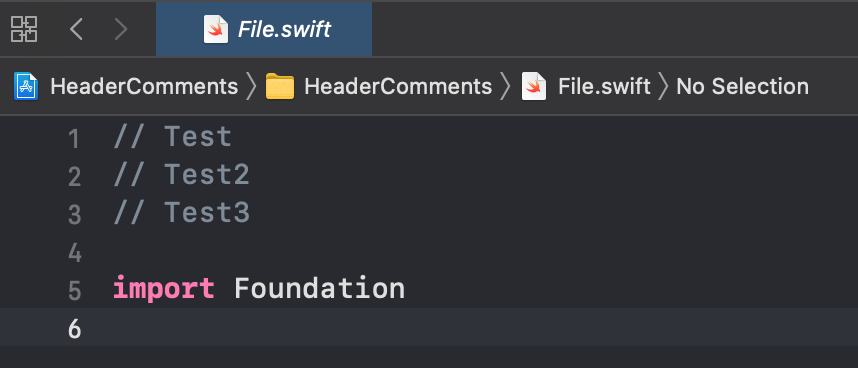 File.swift
HeaderComments HeaderComments File.swift No Selection
1 // Test
2 // Test2
3 // Test3
4
5 import Foundation
6